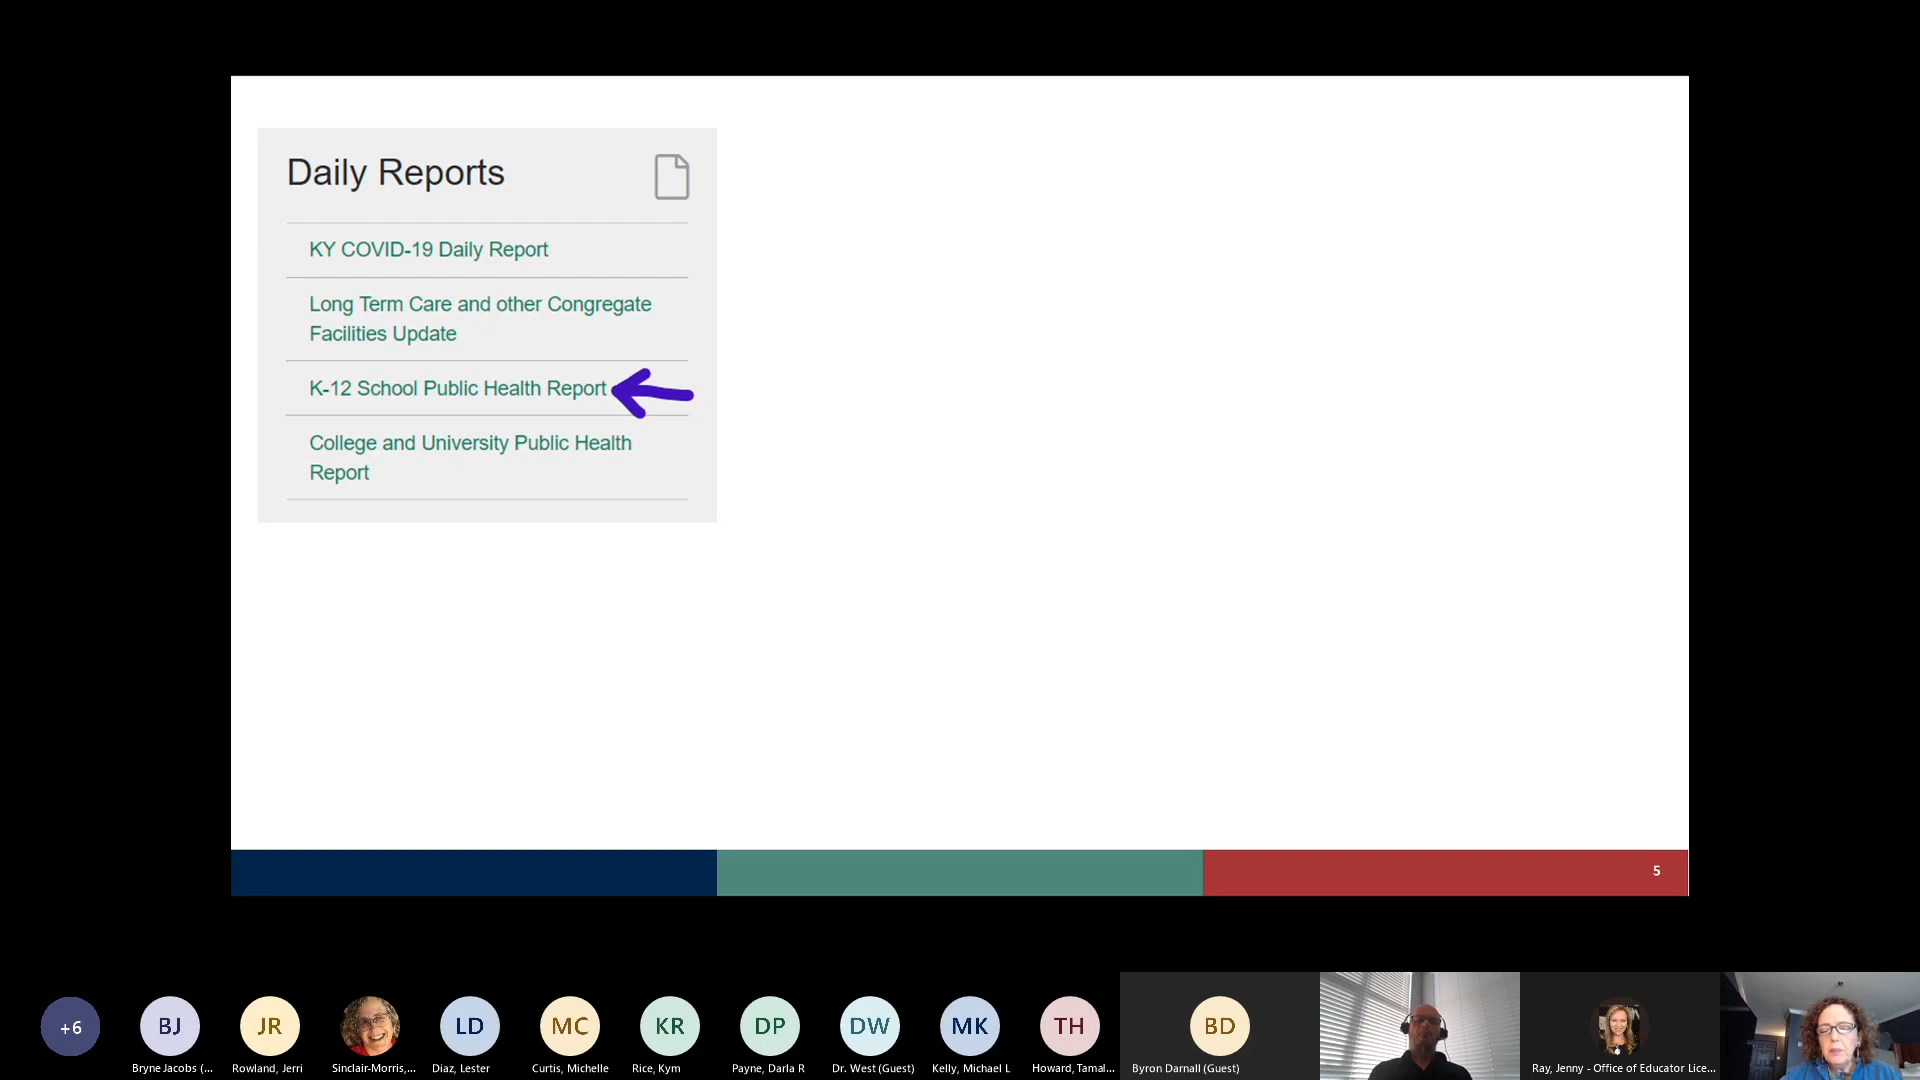 Daily Reports
KY COVID-19 Daily Report
Long Term Care and other Congregate
Facilities Update
K-12 School Public Health Report
College and University Public Health
Report
5
+6
BJ
JR
LD
MC
KR
DP
DW
MK
TH
BD
Bryne Jacobs (...
Rowland, Jerri
Sinclair-Morris,...
Diaz, Lester
Curtis, Michelle
Rice, Kym
Payne, Darla R
Dr. West (Guest)
Kelly, Michael L
Howard, Tamal...
Byron Darnall (Guest)
Ray, Jenny - Office of Educator Lice...